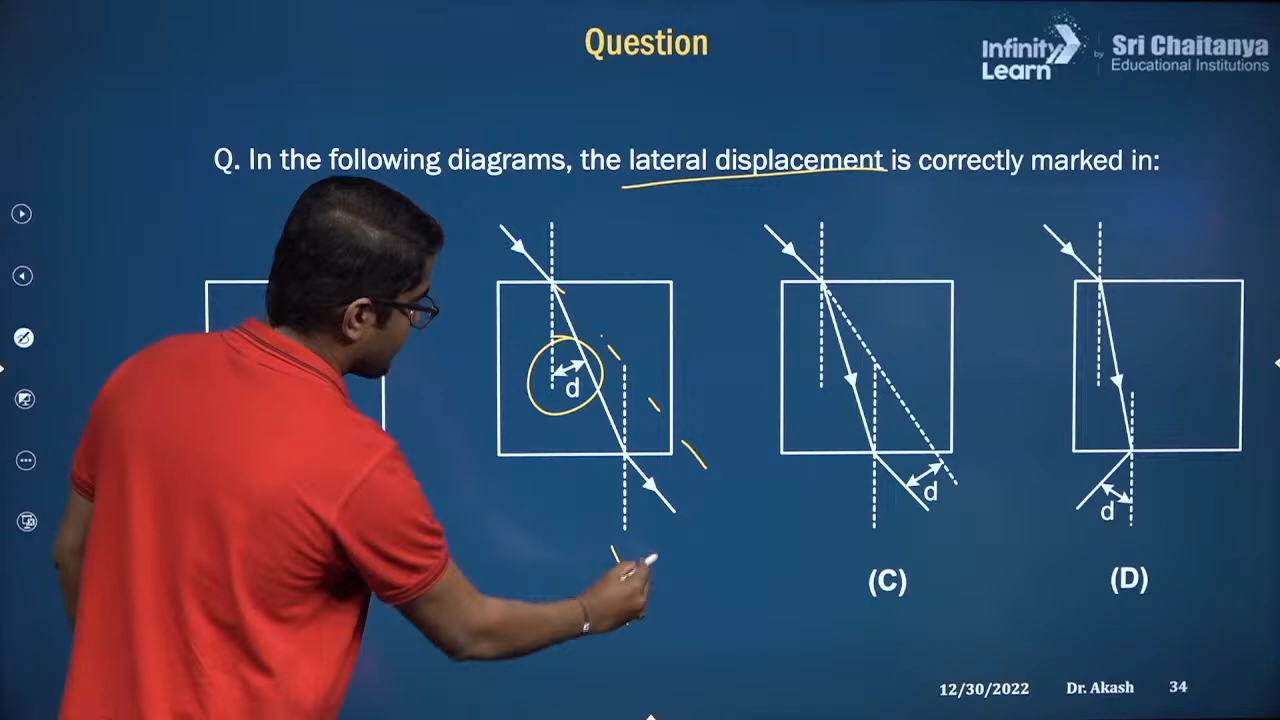 Question
Infinity Learn
by
Sri Chaitanya
Educational Institutions
Q. In the following diagrams, the lateral displacement is correctly marked in:
d
d
d
(C)
(D)
12/30/2022
Dr. Akash
34